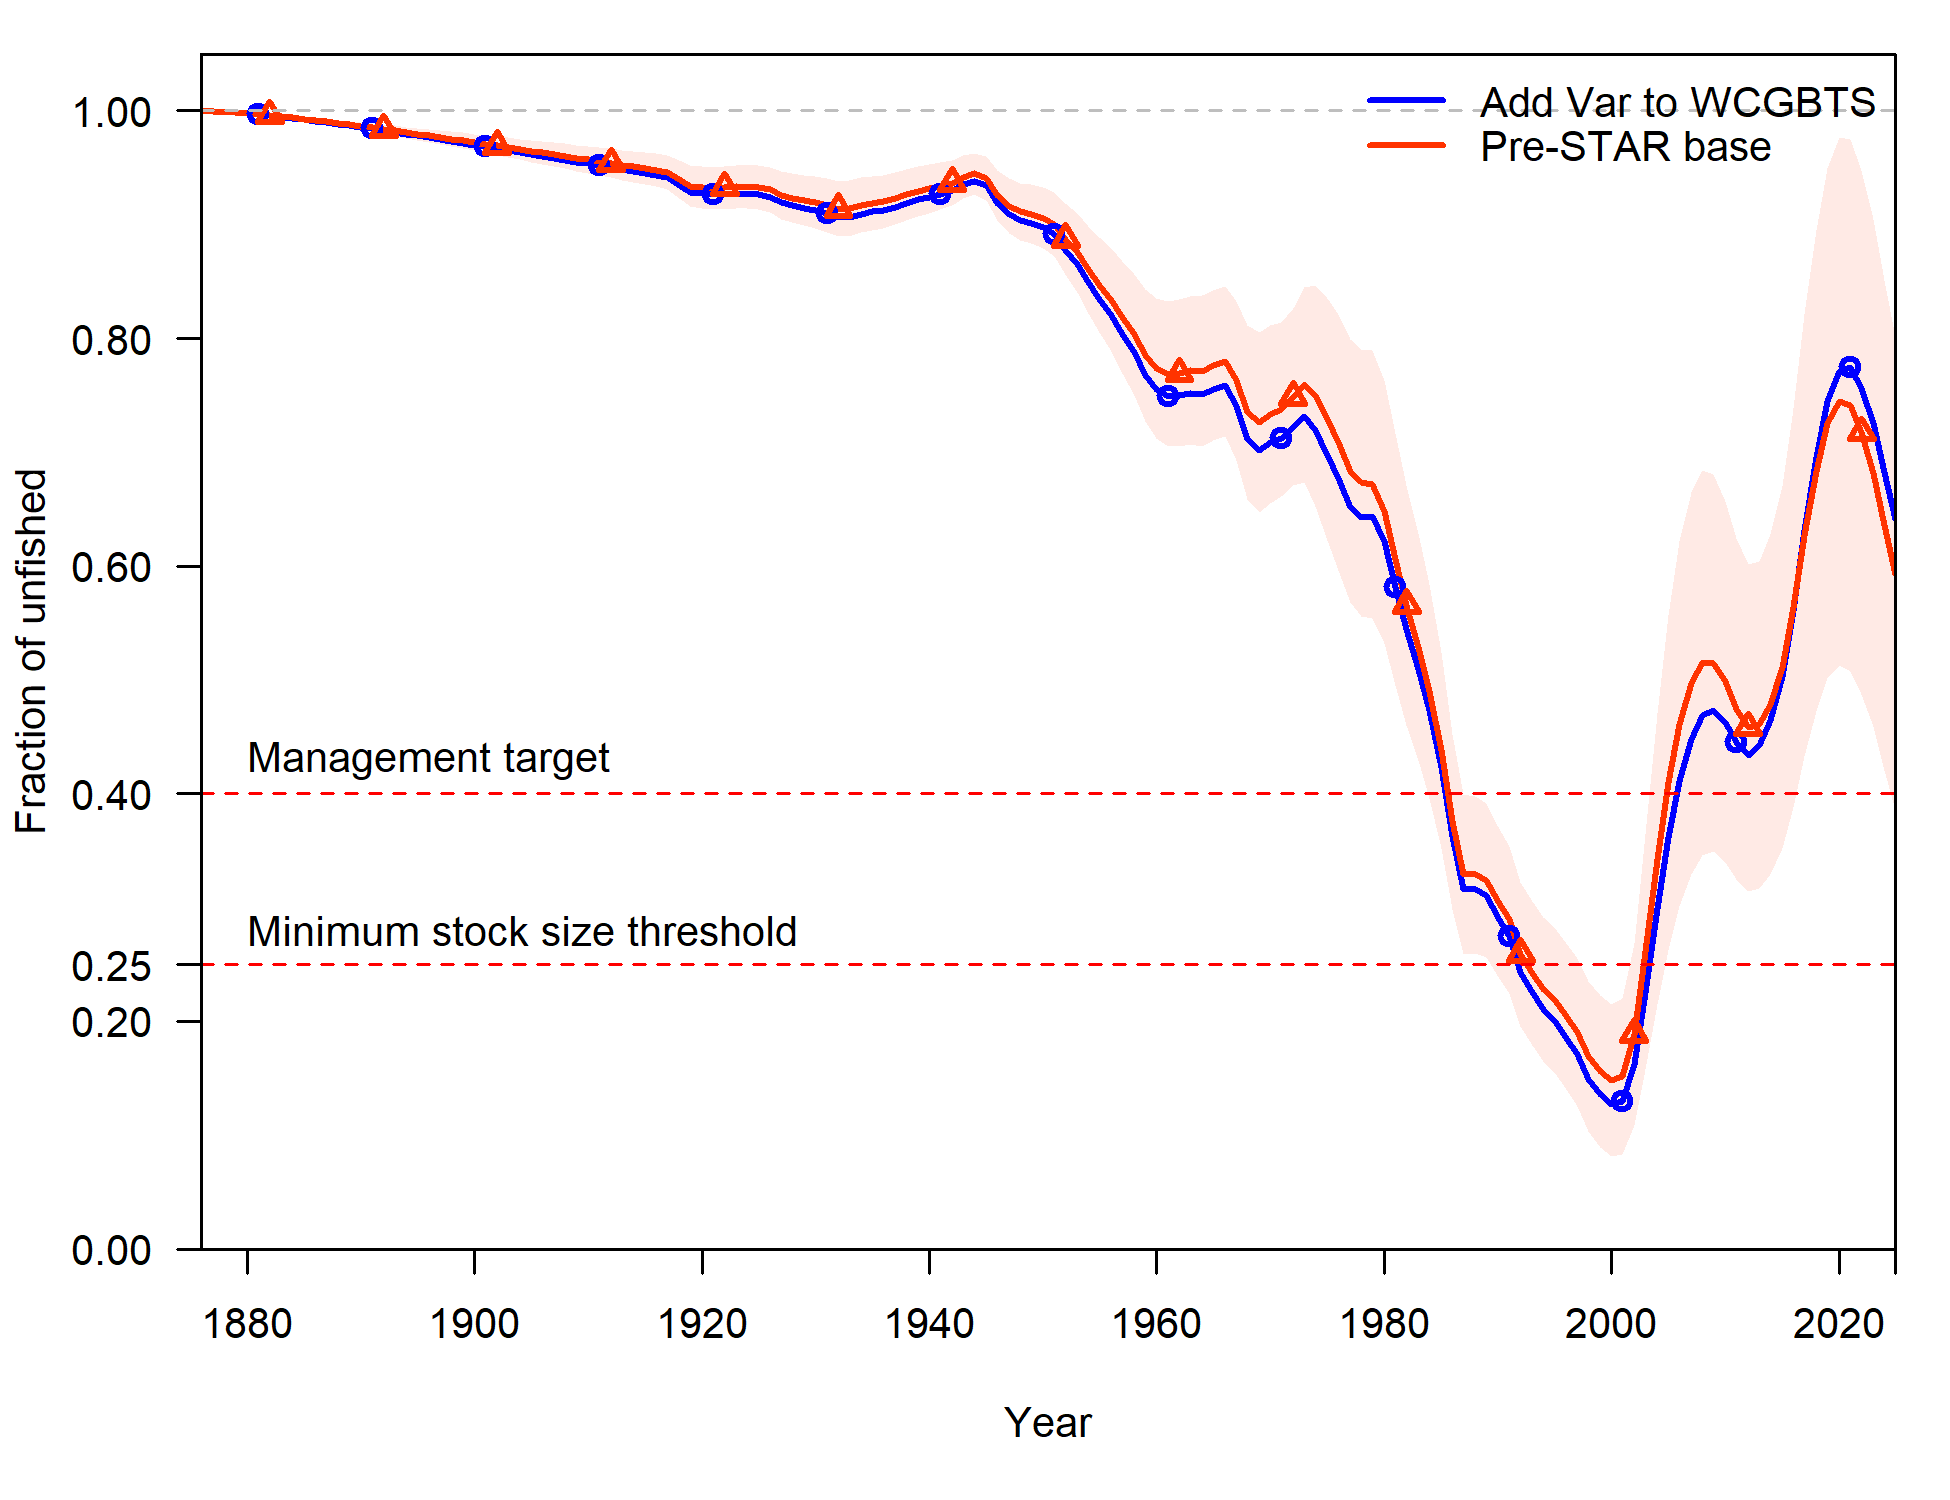 Add Var to WCGBTS
Pre-STAR base
1.00
0.80
0.60
0.40
0.25
0.20
0.00
Fraction of unfished
Management target
Minimum stock size threshold
1880
1900
1920
1940
1960
1980
2000
2020
Year